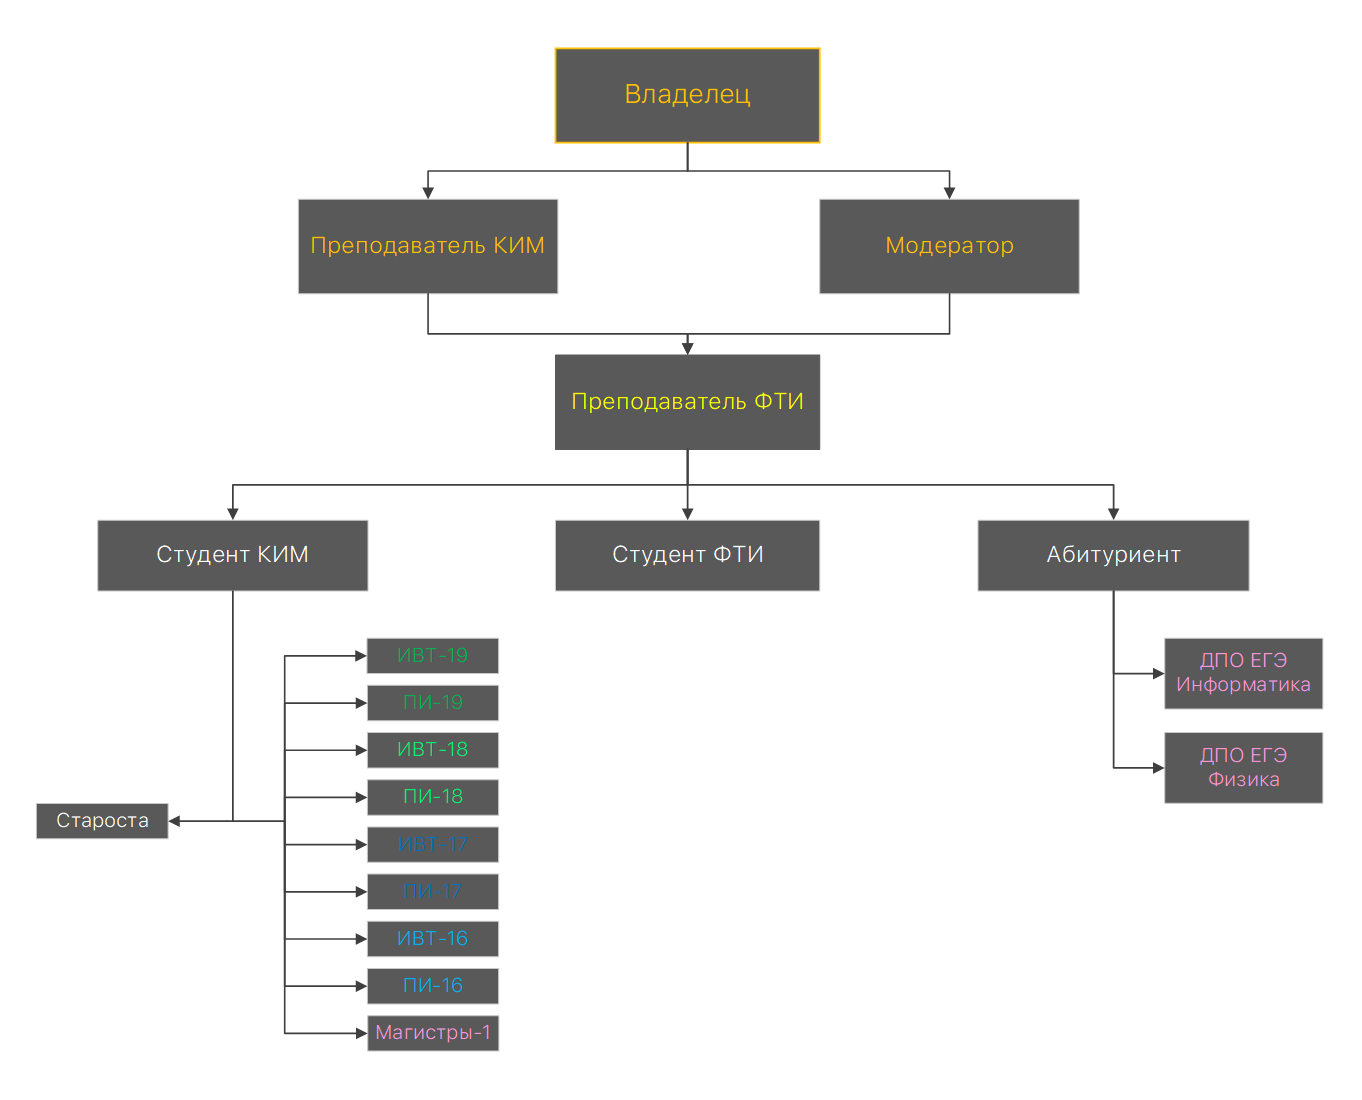 Владелец
Преподаватель КИМ
Модератор
Преподаватель ФТИ
Студент КИМ
Студент ФТИ
Абитуриент
ИВТ-19
ПИ-19
ИВТ-18
ПИ-18
Староста
ИВТ-17
ПИ-17
ИВТ-16
ПИ-16
Магистры-1
ДПО ЕГЭ
Информатика
ДПО ЕГЭ
Физика